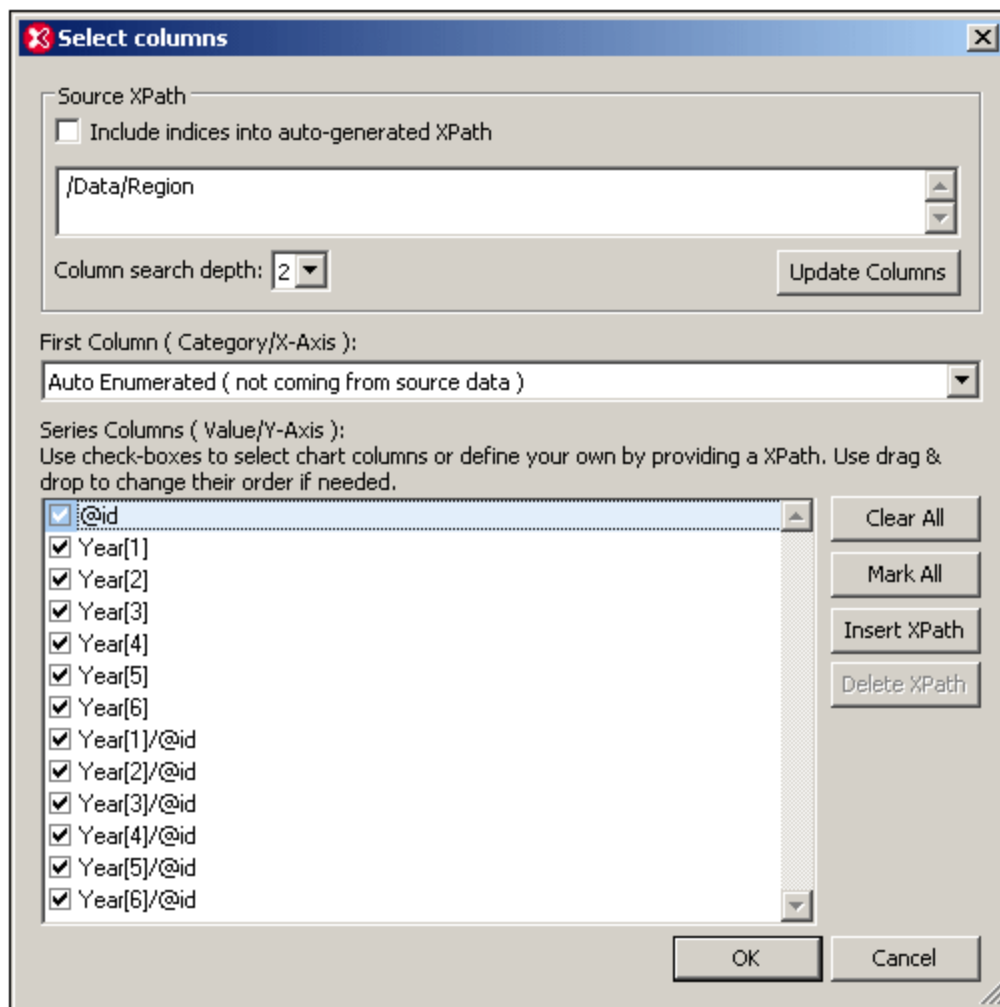 Select columns
Source XPath
Include indices into auto-generated XPath
/Data/Region
Column search depth: 2
Update Columns
First Column ( Category/X-Axis ):
Auto Enumerated ( not coming from source data )
Series Columns ( Value/Y-Axis ):
Use check-boxes to select chart columns or define your own by providing a XPath. Use drag &
drop to change their order if needed.
@id
Year[1]
Year[2]
Year[3]
Year[4]
Year[5]
Year[6]
Year[1]/@id
Year[2]/@id
Year[3]/@id
Year[4]/@id
Year[5]/@id
Year[6]/@id
Clear All
Mark All
Insert XPath
Delete XPath
OK
Cancel